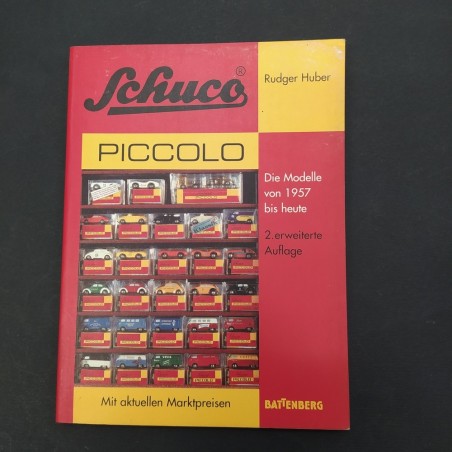 Schuco®
Rudger Huber
PICCOLO
Die Modelle
von 1957
bis heute
2. erweiterte
Auflage
Mit aktuellen Marktpreisen
BATTENBERG